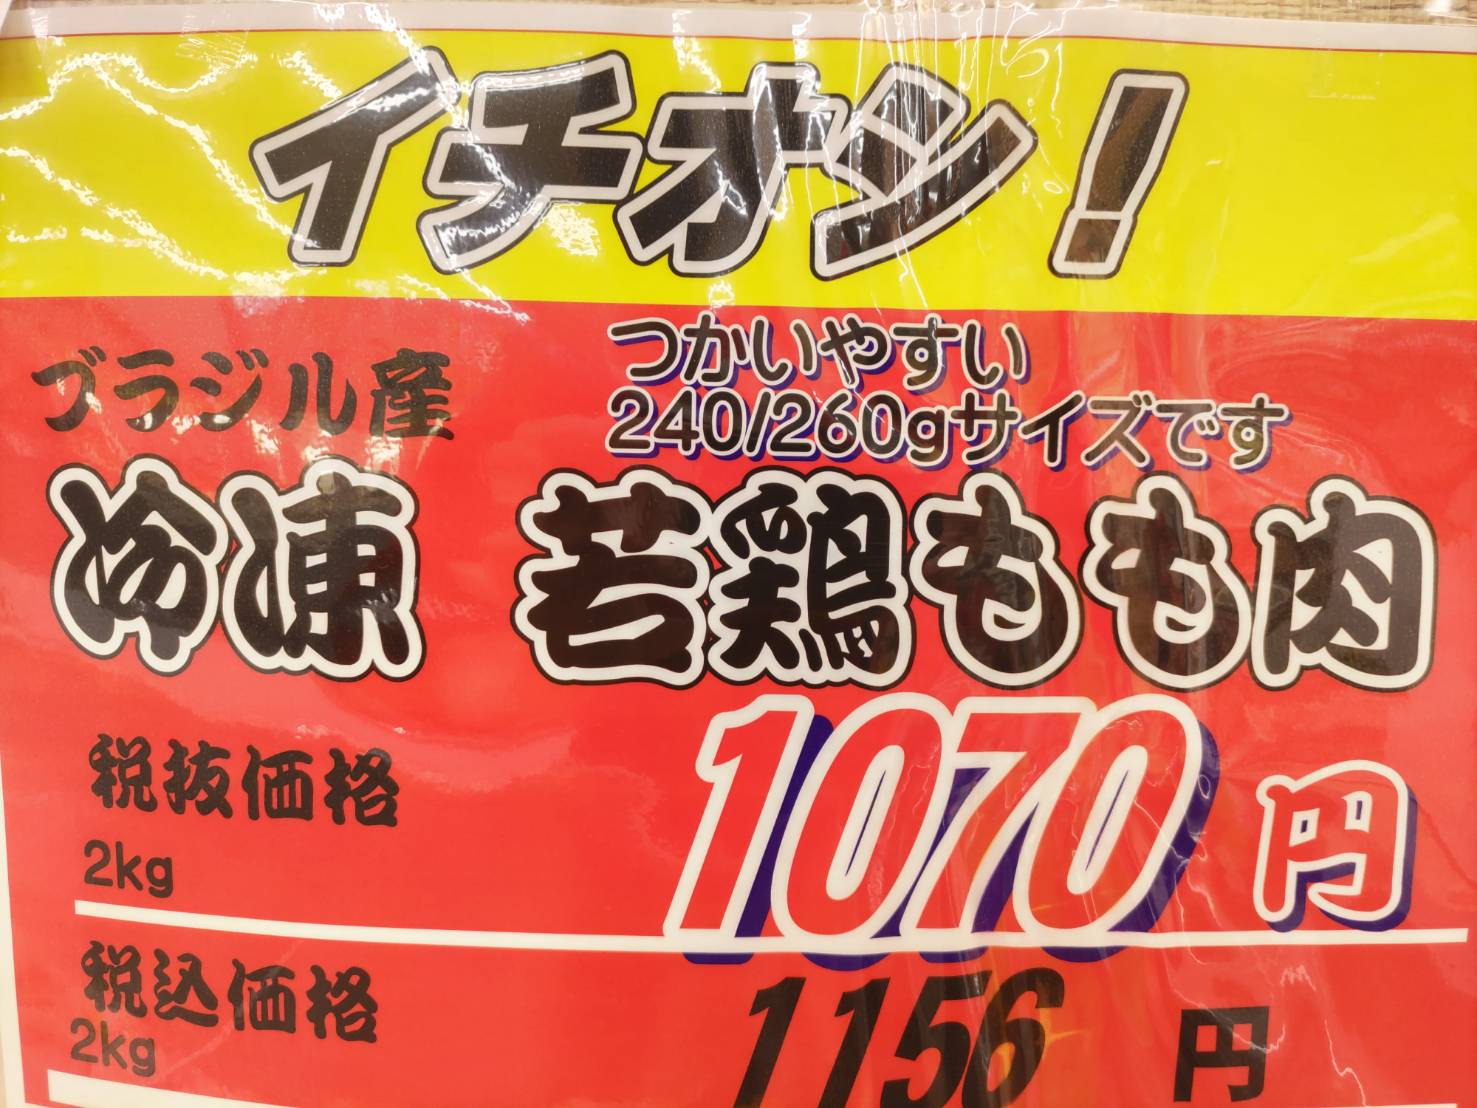 イチオシ!
ブラジル産
つかいやすい
240/260gサイズです
冷凍 若鶏もも肉
税抜価格
2kg
1070円
税込価格
2kg
1156円